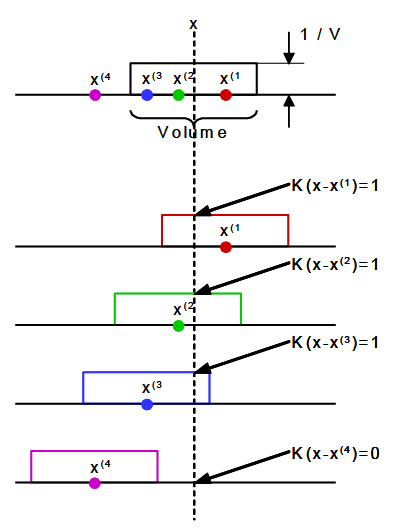 x
1 / V
x(4 x(3 x(2 x(1
Volume
K(x-x(1))=1
x(1
K(x-x(2))=1
x(2
K(x-x(3))=1
x(3
K(x-x(4))=0
x(4